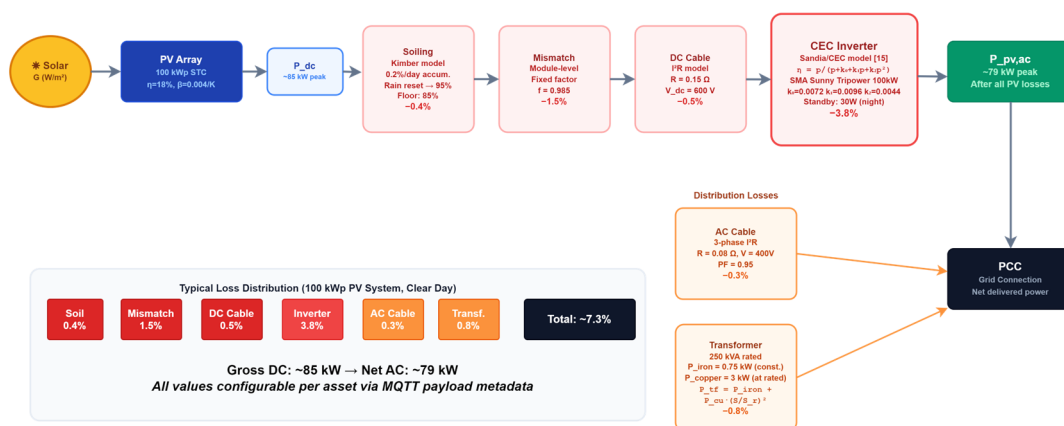 ☀ Solar
G (W/m²)
PV Array
100 kWp STC
η=18%, β=0.004/K
P_dc
~85 kW peak
Soiling
Kimber model
0.2%/day accum.
Rain reset → 95%
Floor: 85%
−0.4%
Mismatch
Module-level
Fixed factor
f = 0.985
−1.5%
DC Cable
I²R model
R = 0.15 Ω
V_dc = 600 V
−0.5%
CEC Inverter
Sandia/CEC model [15]
η = p/(p+k₀+k₁p+k₂p²)
SMA Sunny Tripower 100kW
k₀=0.0072 k₁=0.0096 k₂=0.0044
Standby: 30W (night)
−3.8%
P_pv,ac
~79 kW peak
After all PV losses
Distribution Losses
AC Cable
3-phase I²R
R = 0.08 Ω, V = 400V
PF = 0.95
−0.3%
PCC
Grid Connection
Net delivered power
Transformer
250 kVA rated
P_iron = 0.75 kW (const.)
P_copper = 3 kW (at rated)
P_tf = P_iron +
P_cu·(S/S_r)²
−0.8%
Typical Loss Distribution (100 kWp PV System, Clear Day)
Soil
0.4%
Mismatch
1.5%
DC Cable
0.5%
Inverter
3.8%
AC Cable
0.3%
Transf.
0.8%
Total: ~7.3%
Gross DC: ~85 kW → Net AC: ~79 kW
All values configurable per asset via MQTT payload metadata